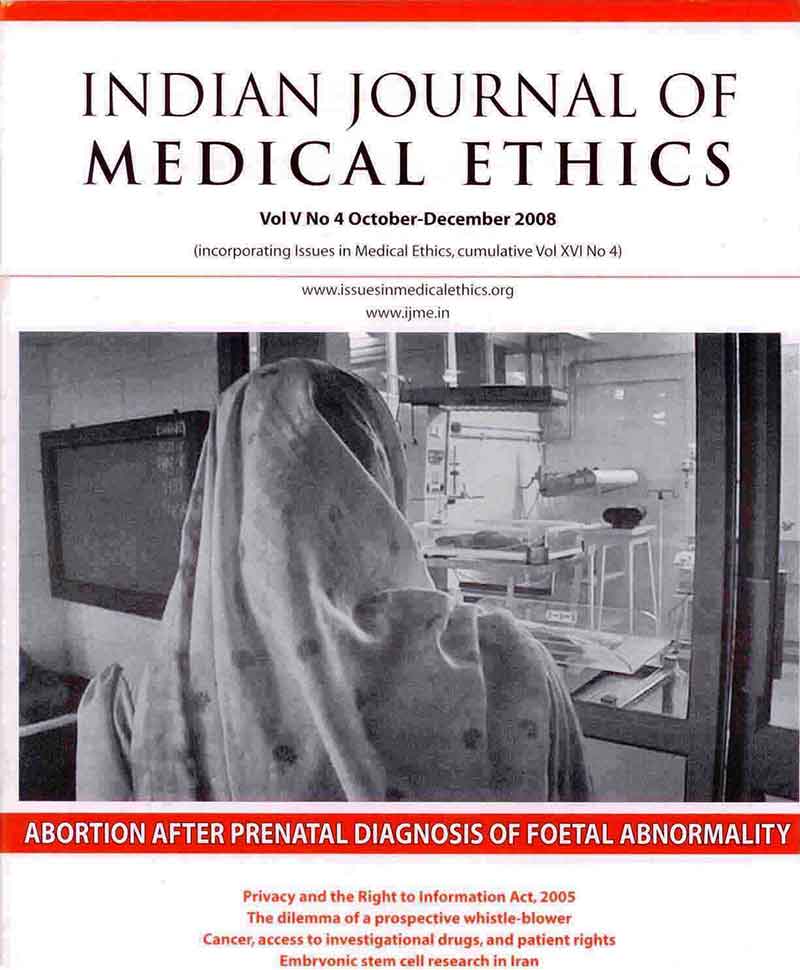 INDIAN JOURNAL OF
MEDICAL ETHICS
Vol V No 4 October-December 2008
(incorporating Issues in Medical Ethics, cumulative Vol XVI No 4)
www.issuesinmedicalethics.org
www.ijme.in
ABORTION AFTER PRENATAL DIAGNOSIS OF FOETAL ABNORMALITY
Privacy and the Right to Information Act, 2005
The dilemma of a prospective whistle-blower
Cancer, access to investigational drugs, and patient rights
Embryonic stem cell research in Iran